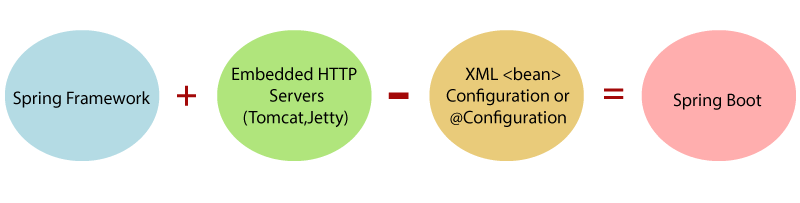 Spring Framework
+
Embedded HTTP
Servers
(Tomcat,Jetty)
-
XML <bean>
Configuration or
@Configuration
=
Spring Boot